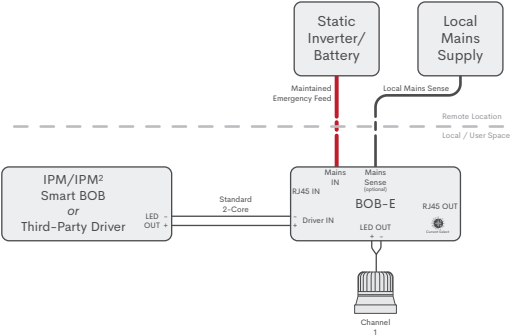 Static
Inverter/
Battery
Local
Mains
Supply
Maintained
Emergency Feed
Local Mains Sense
Remote Location
Local / User Space
IPM/IPM²
Smart BOB
or
Third-Party Driver
LED -
OUT +
Standard
2-Core
Mains
IN
Mains
Sense
(optional)
RJ45 IN
BOB-E
RJ45 OUT
- Driver IN
+
Current Select
LED OUT
+ -
Channel
1